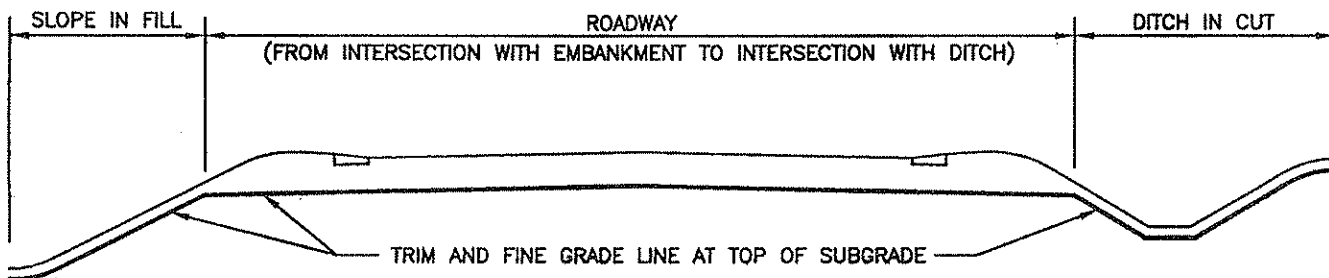 SLOPE IN FILL
ROADWAY
DITCH IN CUT
(FROM INTERSECTION WITH EMBANKMENT TO INTERSECTION WITH DITCH)
TRIM AND FINE GRADE LINE AT TOP OF SUBGRADE